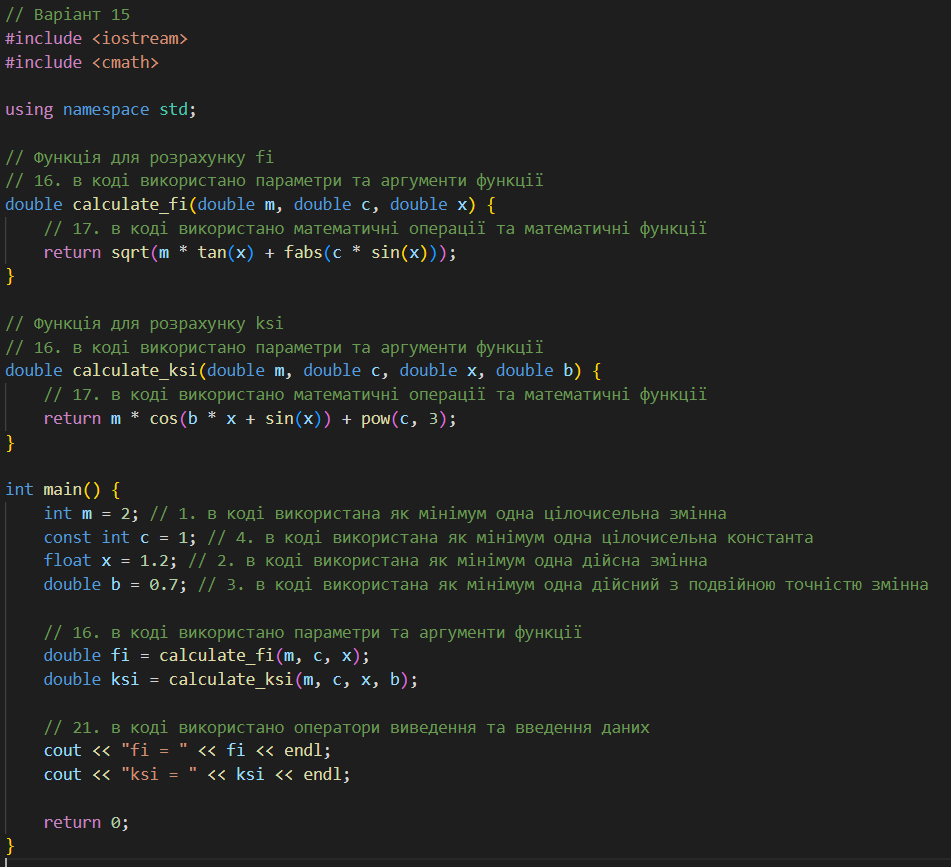 // Варіант 15
#include <iostream>
#include <cmath>
using namespace std;
// Функція для розрахунку fi
// 16. в коді використано параметри та аргументи функції
double calculate_fi(double m, double c, double x) {
// 17. в коді використано математичні операції та математичні функції
return sqrt(m * tan(x) + fabs(c * sin(x)));
}
// Функція для розрахунку ksi
// 16. в коді використано параметри та аргументи функції
double calculate_ksi(double m, double c, double x, double b) {
// 17. в коді використано математичні операції та математичні функції
return m * cos(b * x + sin(x)) + pow(c, 3);
}
int main() {
int m = 2; // 1. в коді використана як мінімум одна цілочисельна змінна
const int c = 1; // 4. в коді використана як мінімум одна цілочисельна константа
float x = 1.2; // 2. в коді використана як мінімум одна дійсна змінна
double b = 0.7; // 3. в коді використана як мінімум одна дійсний з подвійною точністю змінна
// 16. в коді використано параметри та аргументи функції
double fi = calculate_fi(m, c, x);
double ksi = calculate_ksi(m, c, x, b);
// 21. в коді використано оператори виведення та введення даних
cout << "fi = " << fi << endl;
cout << "ksi = " << ksi << endl;
return 0;
}